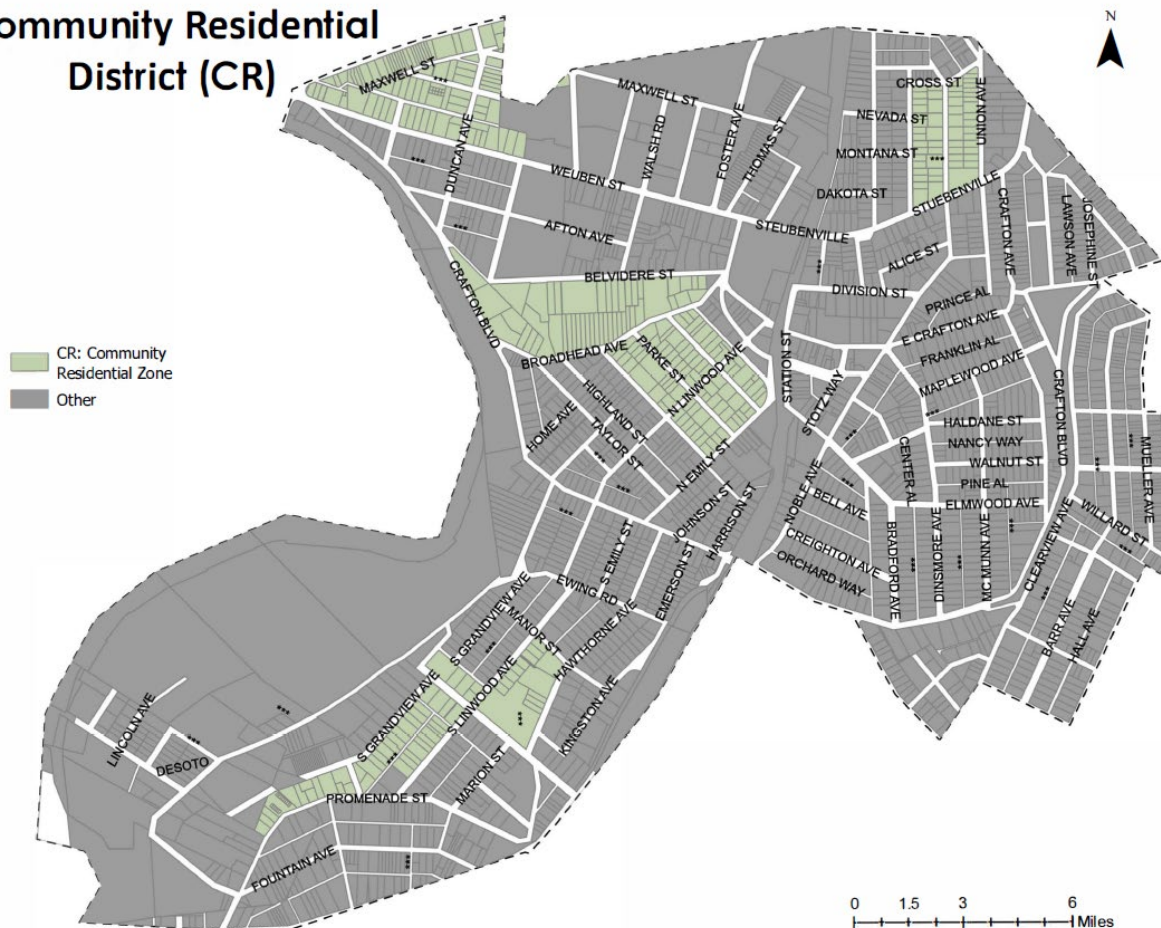 ommunity Residential
District (CR)
N
MAXWELL ST
MAXWELL ST
CROSS ST
UNION AVE
NEVADA ST
WALSH RD
FOSTER AVE
THOMAS ST
DUNCAN AVE
MONTANA ST
WEUBEN ST
DAKOTA ST
STUEBENVILLE
CRAFTON AVE
LAWSON AVE
JOSEPHINE ST
AFTON AVE
STEUBENVILLE
ALICE ST
BELVIDERE ST
CRAFTON BLVD
DIVISION ST
PRINCE AL
E CRAFTON AVE
CR: Community
Residential Zone
Other
BROADHEAD AVE
PARKE ST
N LINWOOD AVE
STATION ST
FRANKLIN AL
MAPLEWOOD AVE
STOTZ WAY
CRAFTON BLVD
HIGHLAND ST
HOME AVE
TAYLOR ST
HALDANE ST
NANCY WAY
WALNUT ST
CENTER AL
MUELLER AVE
N EMILY ST
PINE AL
ELMWOOD AVE
NOBLE AVE
BELL AVE
JOHNSON ST
HARRISON ST
WILLARD ST
CREIGHTON AVE
ORCHARD WAY
BRADFORD AVE
DINSMORE AVE
MC MUNN AVE
CLEARVIEW AVE
S EMILY ST
EMERSON ST
EWING RD
S GRANDVIEW AVE
MANOR ST
HAWTHORNE AVE
BARR AVE
HALL AVE
S LINWOOD AVE
S GRANDVIEW AVE
KINGSTON AVE
LINCOLN AVE
DESOTO
MARION ST
PROMENADE ST
FOUNTAIN AVE
0 1.5 3 6
Miles